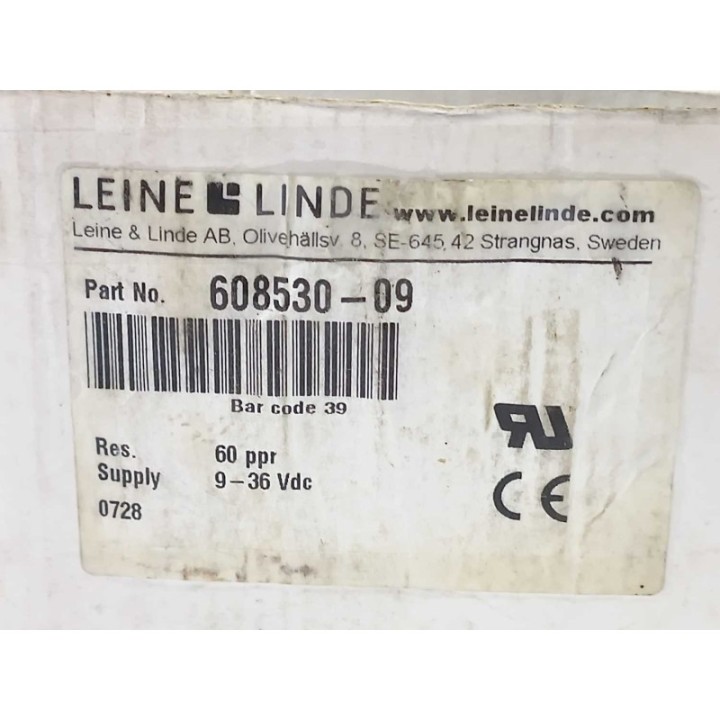 LEINE LINDE www.leinelinde.com
Leine & Linde AB, Olivehällsv 8, SE-645 42 Strangnas, Sweden
Part No. 608530-09
Bar code 39
Res. 60 ppr
Supply 9-36 Vdc
0728
RU
CE